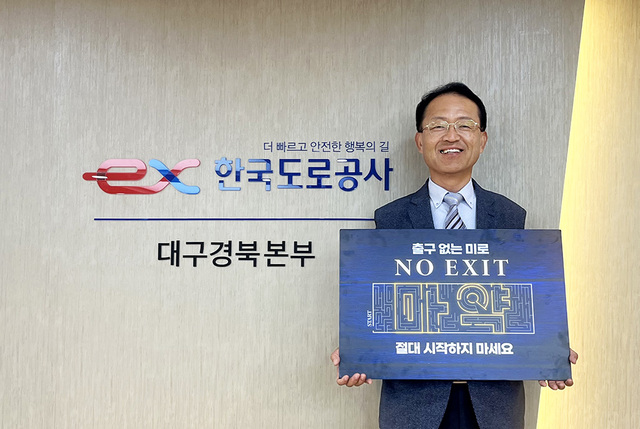 더 빠르고 안전한 행복의 길
ex 한국도로공사
대구경북본부
출구 없는 미로
NO EXIT
START
마약
절대 시작하지 마세요